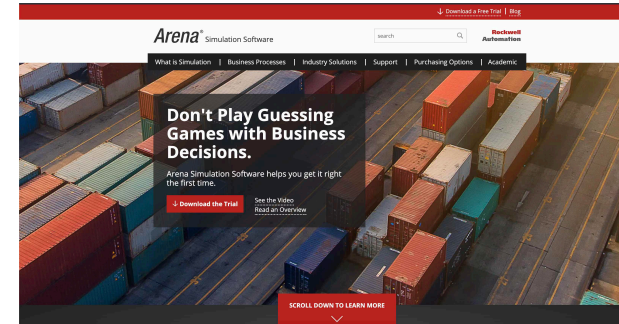 Download a Free Trial | Blog
Arena® Simulation Software
search
Rockwell
Automation
What is Simulation | Business Processes | Industry Solutions | Support | Purchasing Options | Academic
Don't Play Guessing
Games with Business
Decisions.
Arena Simulation Software helps you get it right
the first time.
Download the Trial
See the Video
Read an Overview
SCROLL DOWN TO LEARN MORE